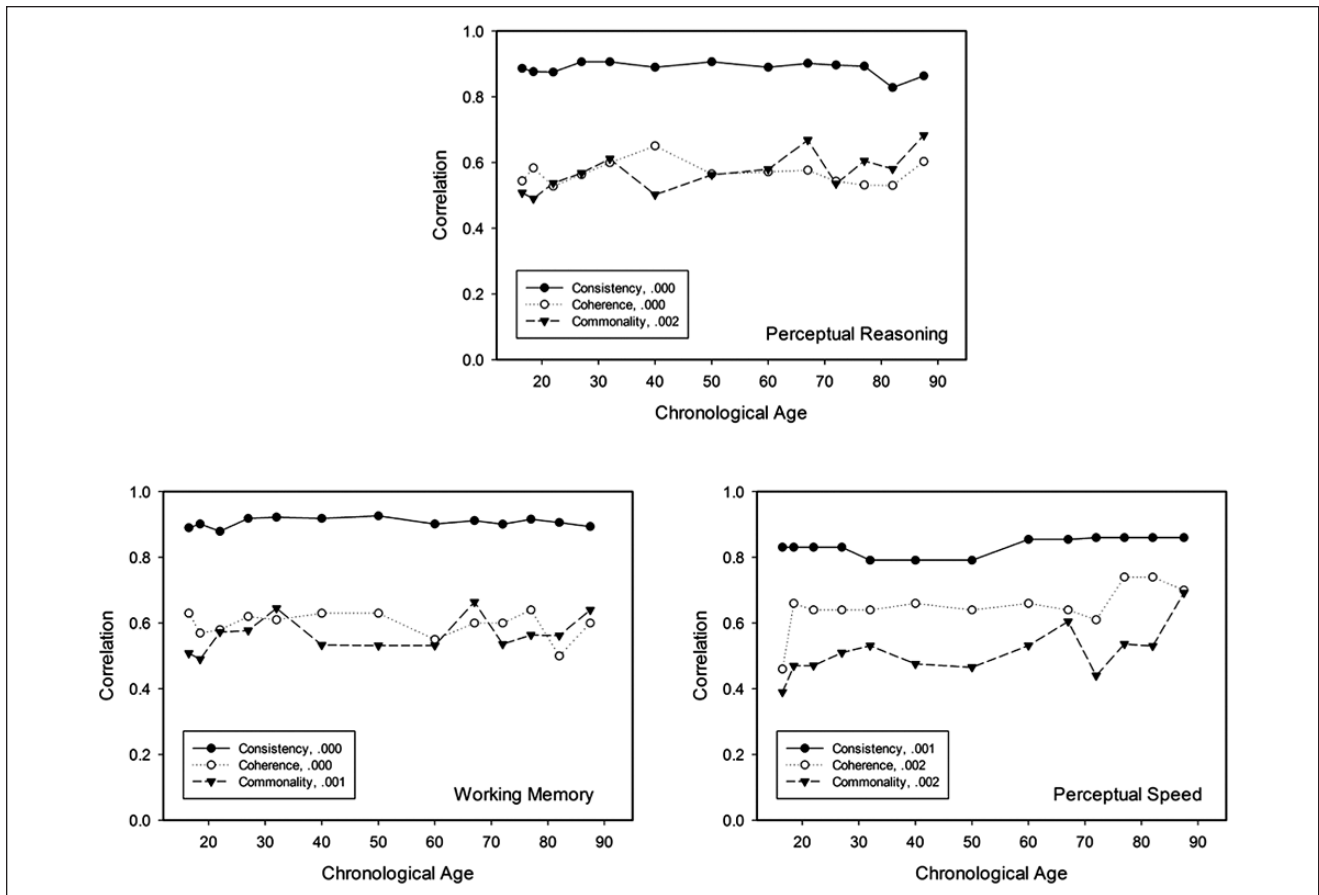 1.0
0.8
0.6
0.4
0.2
0.0
Correlation
Consistency, .000
Coherence, .000
Commonality, .002
Perceptual Reasoning
20 30 40 50 60 70 80 90
Chronological Age
1.0
0.8
0.6
0.4
0.2
0.0
Correlation
Consistency, .000
Coherence, .000
Commonality, .001
Working Memory
20 30 40 50 60 70 80 90
Chronological Age
1.0
0.8
0.6
0.4
0.2
0.0
Correlation
Consistency, .001
Coherence, .002
Commonality, .002
Perceptual Speed
20 30 40 50 60 70 80 90
Chronological Age